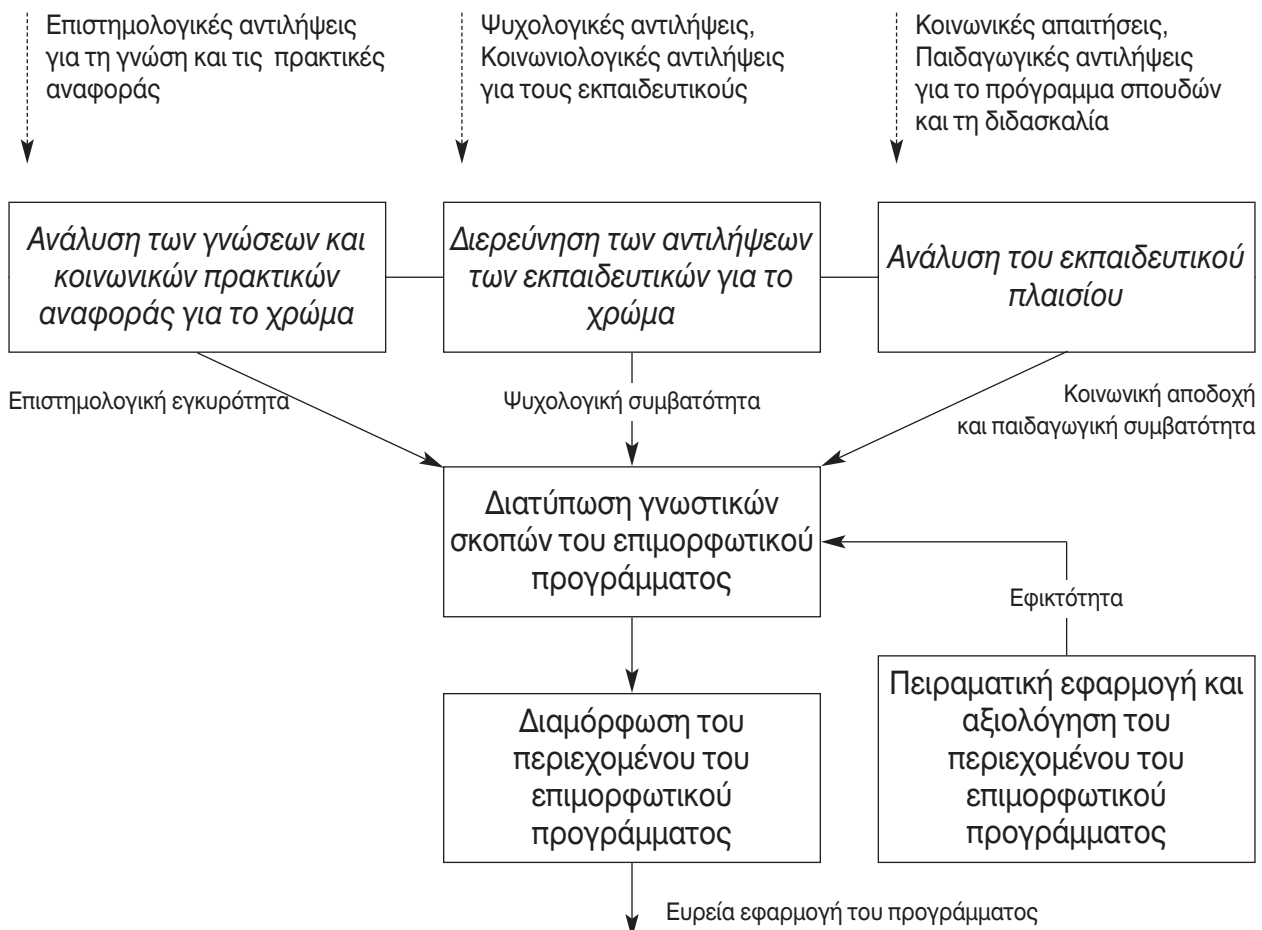 Επιστημολογικές αντιλήψεις
για τη γνώση και τις πρακτικές
αναφοράς
Ψυχολογικές αντιλήψεις,
Κοινωνιολογικές αντιλήψεις
για τους εκπαιδευτικούς
Κοινωνικές απαιτήσεις,
Παιδαγωγικές αντιλήψεις
για το πρόγραμμα σπουδών
και τη διδασκαλία
Ανάλυση των γνώσεων και
κοινωνικών πρακτικών
αναφοράς για το χρώμα
Διερεύνηση των αντιλήψεων
των εκπαιδευτικών για το
χρώμα
Ανάλυση του εκπαιδευτικού
πλαισίου
Επιστημολογική εγκυρότητα
Ψυχολογική συμβατότητα
Κοινωνική αποδοχή
και παιδαγωγική συμβατότητα
Διατύπωση γνωστικών
σκοπών του επιμορφωτικού
προγράμματος
Εφικτότητα
Διαμόρφωση του
περιεχομένου του
επιμορφωτικού
προγράμματος
Πειραματική εφαρμογή και
αξιολόγηση του
περιεχομένου του
επιμορφωτικού
προγράμματος
Ευρεία εφαρμογή του προγράμματος